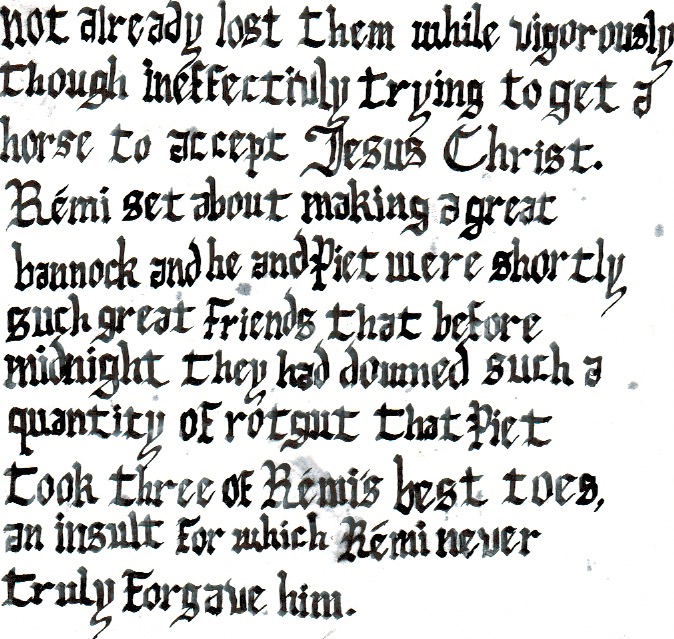 not already lost them while vigorously
though ineffectivly trying to get a
horse to accept Jesus Christ.
Rémi set about making a great
bannock and he and Piet were shortly
such great friends that before
midnight they had downed such a
quantity of rotgut that Piet
took three of Rémi's best toes,
an insult for which Rémi never
truly forgave him.